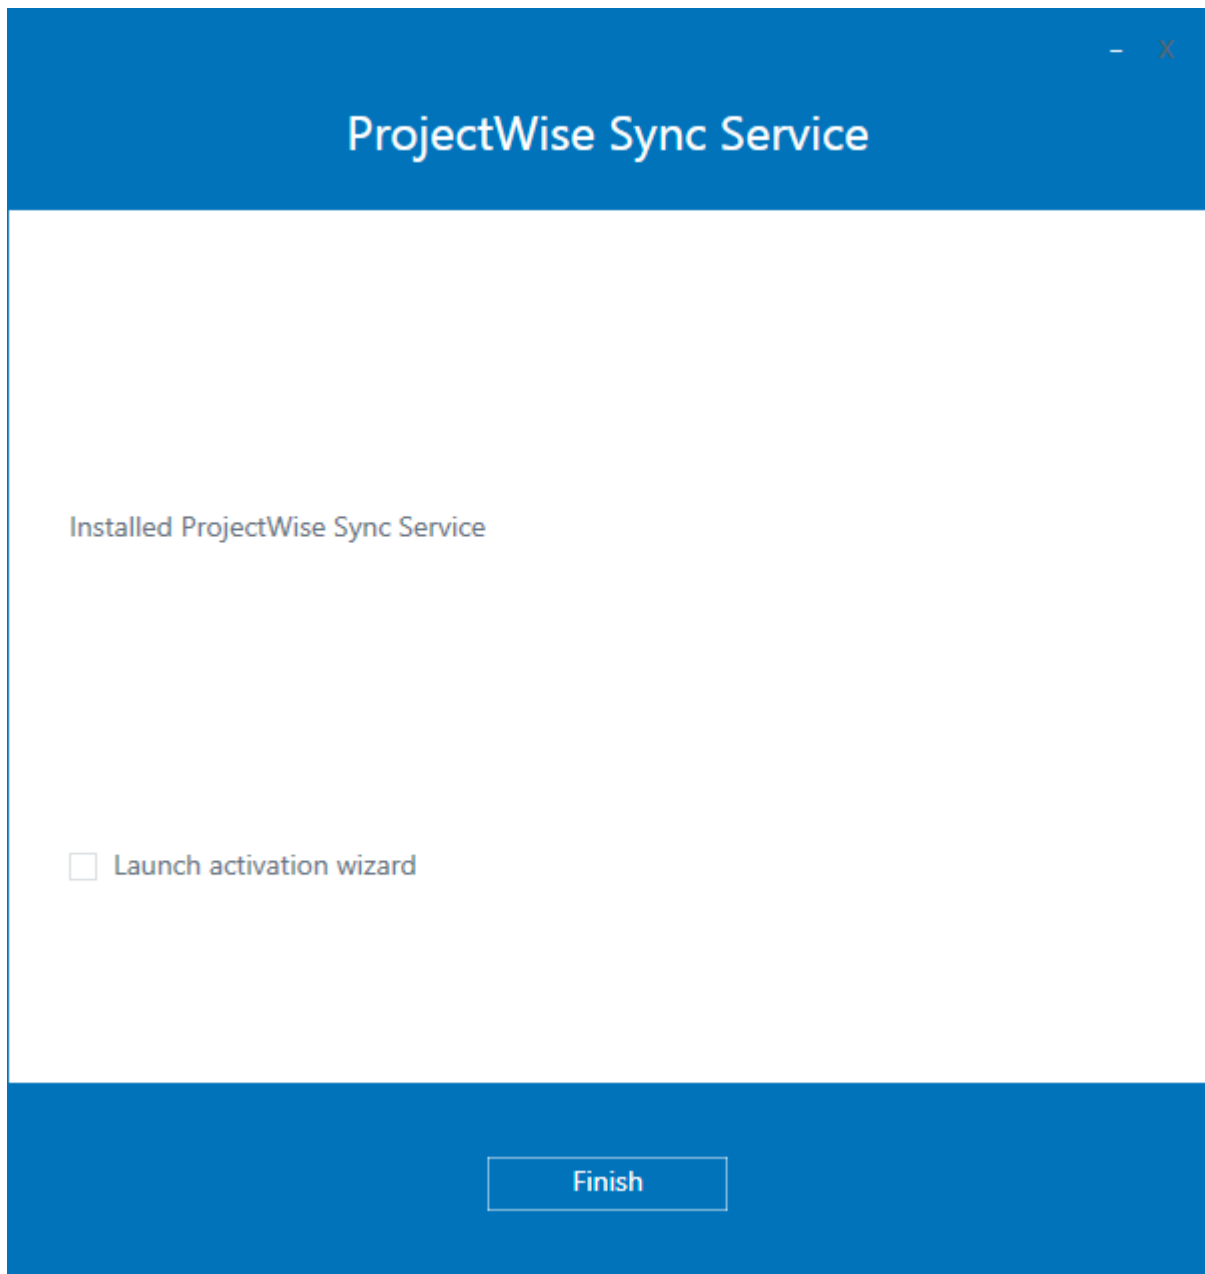 – X
ProjectWise Sync Service
Installed ProjectWise Sync Service
Launch activation wizard
Finish